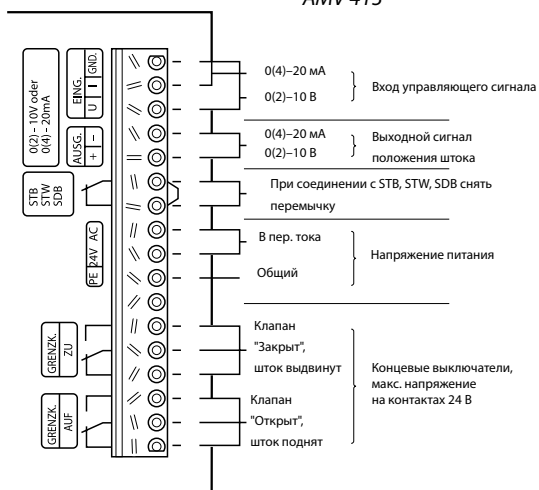 AMV 413
0(2) – 10V oder
0(4) – 20mA
EING.
U I GND.
AUSG.
+ –
0(4)–20 мА
0(2)–10 В
Вход управляющего сигнала
0(4)–20 мА
0(2)–10 В
Выходной сигнал
положения штока
STB
STW
SDB
При соединении с STB, STW, SDB снять
перемычку
PE 24V AC
В пер. тока
Общий
Напряжение питания
GRENZK.
ZU
Клапан
"Закрыт",
шток выдвинут
GRENZK.
AUF
Клапан
"Открыт",
шток поднят
Концевые выключатели,
макс. напряжение
на контактах 24 В